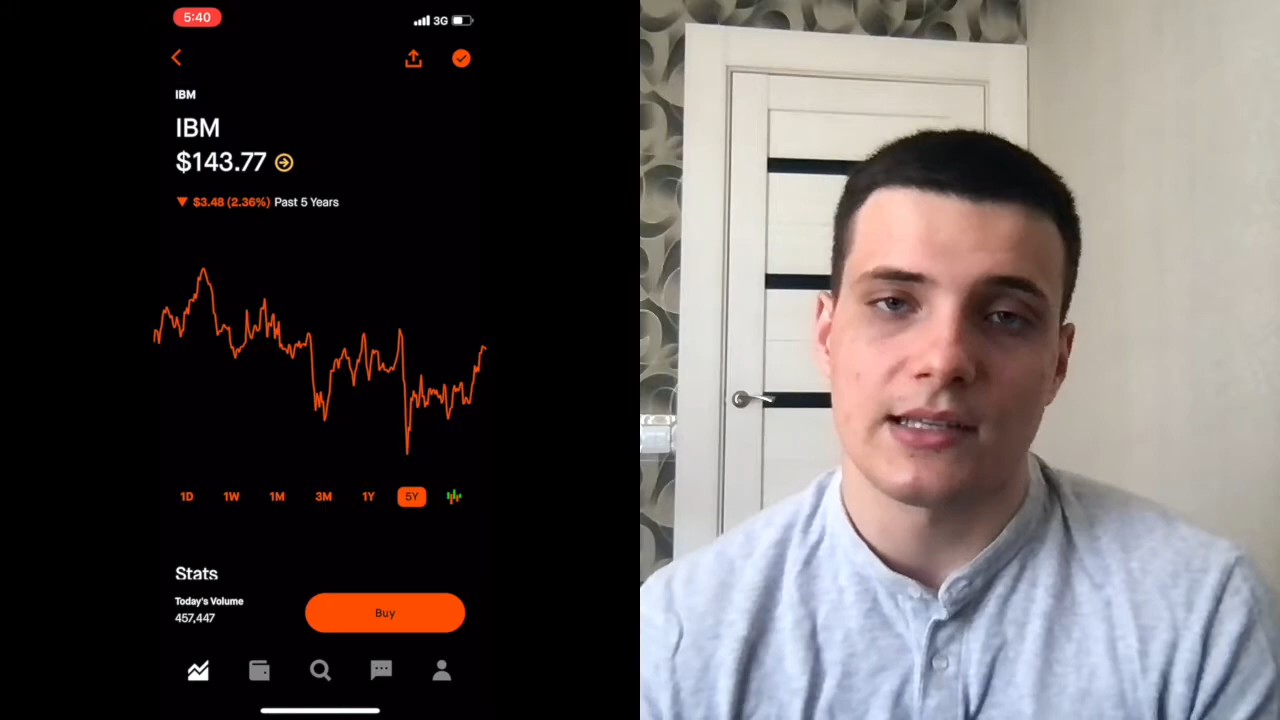 5:40
3G
IBM
IBM
$143.77
▼ $3.48 (2.36%) Past 5 Years
1D 1W 1M 3M 1Y 5Y
Stats
Today's Volume
457,447
Buy